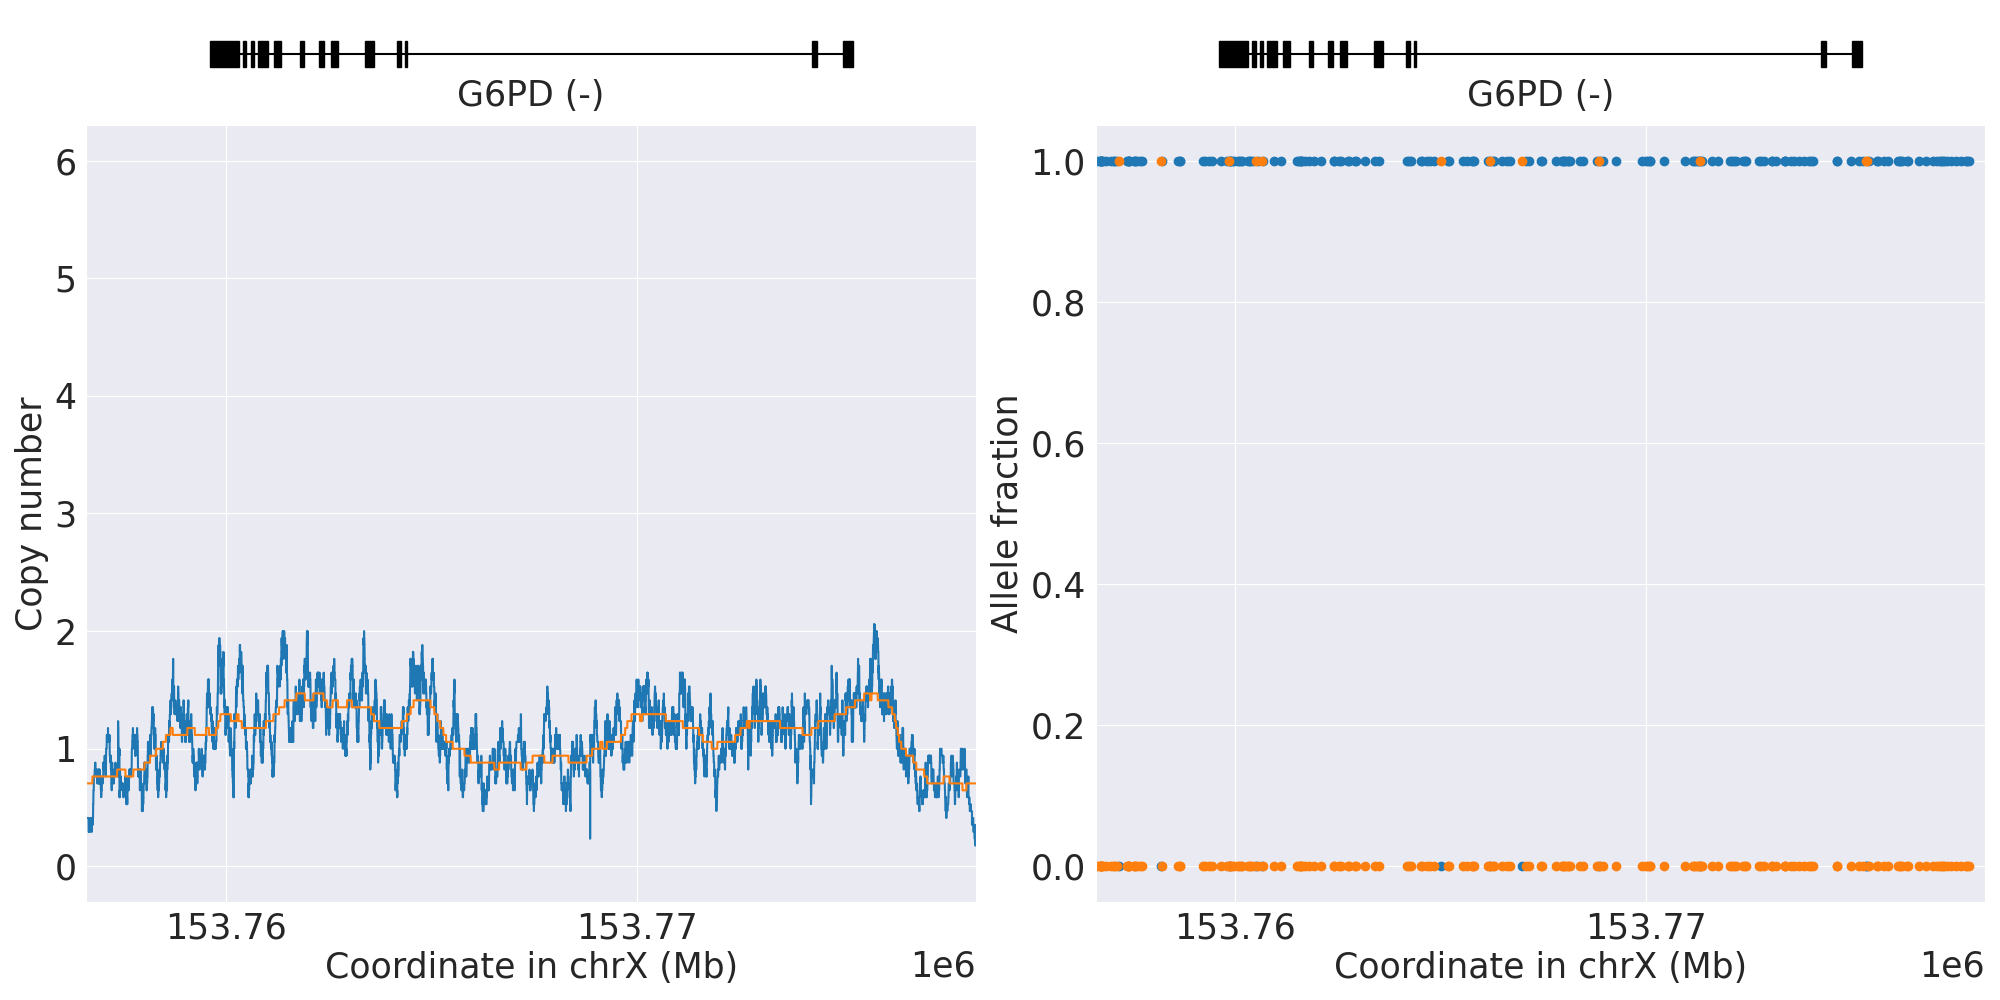 G6PD (-)
6
5
4
3
2
1
0
Copy number
153.76
153.77
Coordinate in chrX (Mb)
1e6
G6PD (-)
1.0
0.8
0.6
0.4
0.2
0.0
Allele fraction
153.76
153.77
Coordinate in chrX (Mb)
1e6